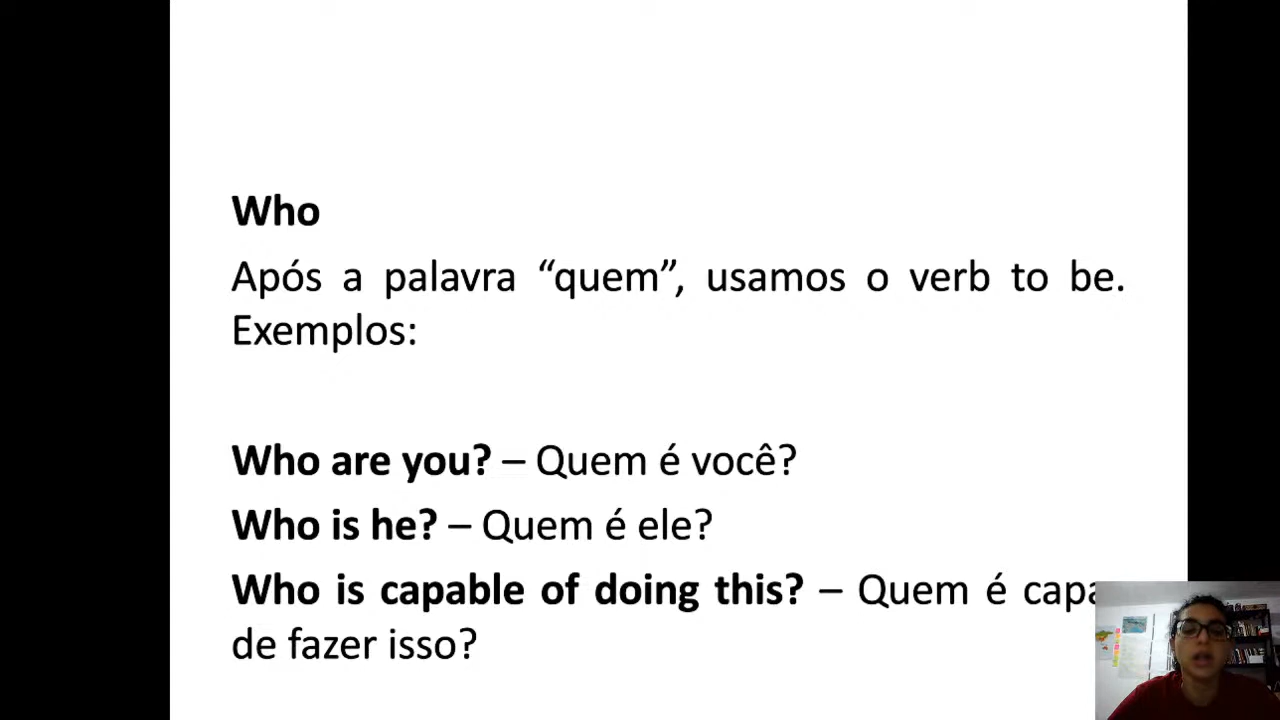 Who
Após a palavra “quem”, usamos o verb to be.
Exemplos:
Who are you? – Quem é você?
Who is he? – Quem é ele?
Who is capable of doing this? – Quem é
de fazer isso?